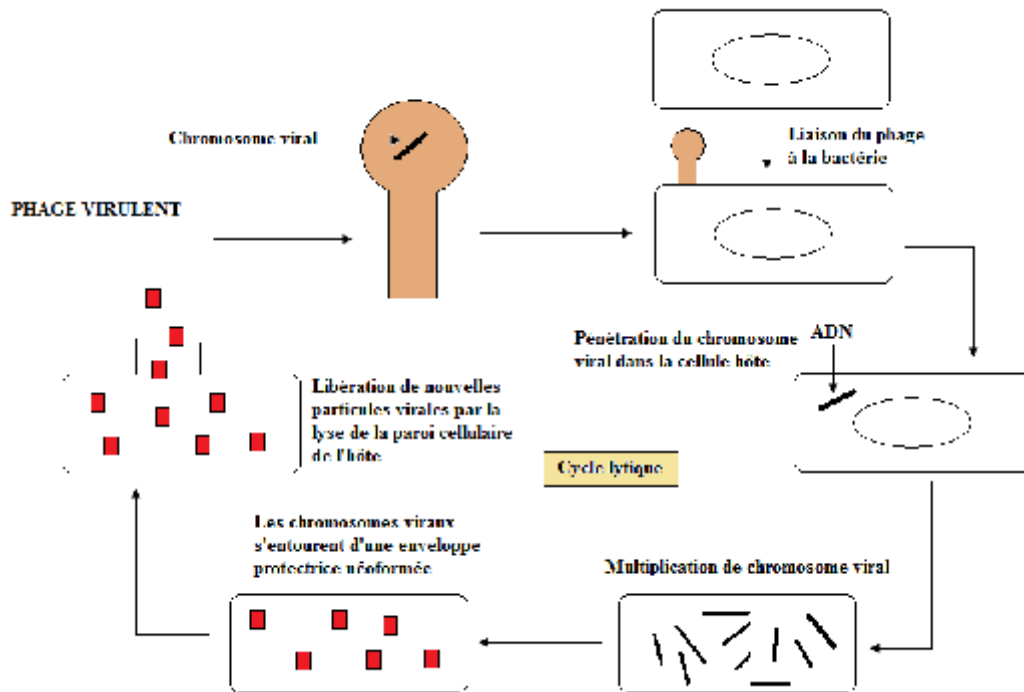 Chromosome viral
Liaison du phage
à la bactérie
PHAGE VIRULENT
Pénétration du chromosome
viral dans la cellule hôte
ADN
Libération de nouvelles
particules virales par la
lyse de la paroi cellulaire
de l'hôte
Cycle lytique
Les chromosomes viraux
s'entourent d'une enveloppe
protectrice néoformée
Multiplication de chromosome viral